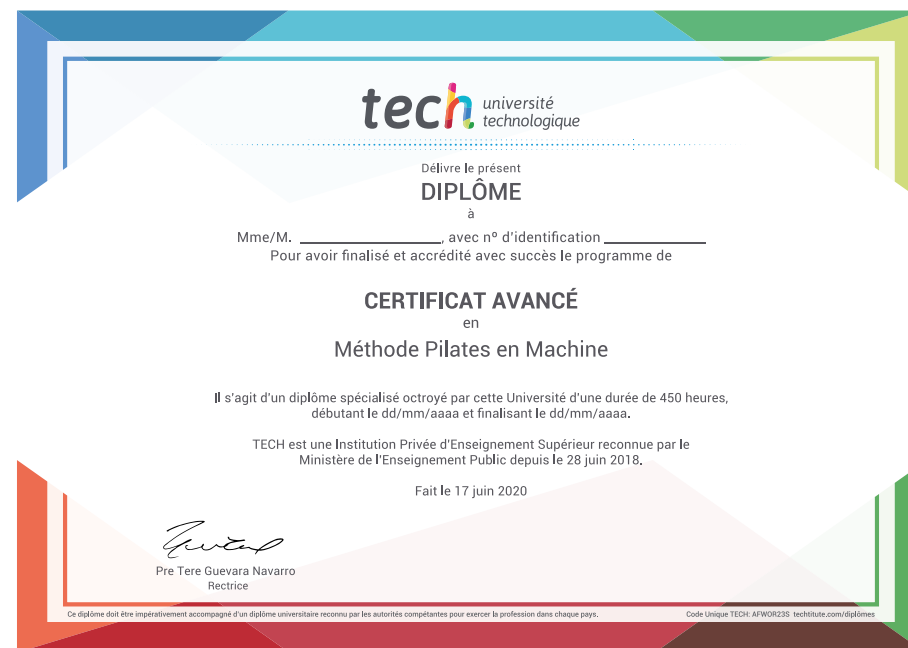 tech université
technologique
Délivre le présent
DIPLÔME
à
Mme/M. ____________________, avec nº d'identification ______________
Pour avoir finalisé et accrédité avec succès le programme de
CERTIFICAT AVANCÉ
en
Méthode Pilates en Machine
Il s'agit d'un diplôme spécialisé octroyé par cette Université d'une durée de 450 heures,
débutant le dd/mm/aaaa et finalisant le dd/mm/aaaa.
TECH est une Institution Privée d'Enseignement Supérieur reconnue par le
Ministère de l'Enseignement Public depuis le 28 juin 2018.
Fait le 17 juin 2020
Pre Tere Guevara Navarro
Rectrice
Ce diplôme doit être impérativement accompagné d'un diplôme universitaire reconnu par les autorités compétentes pour exercer la profession dans chaque pays.
Code Unique TECH: AFWOR23S techtitute.com/diplômes